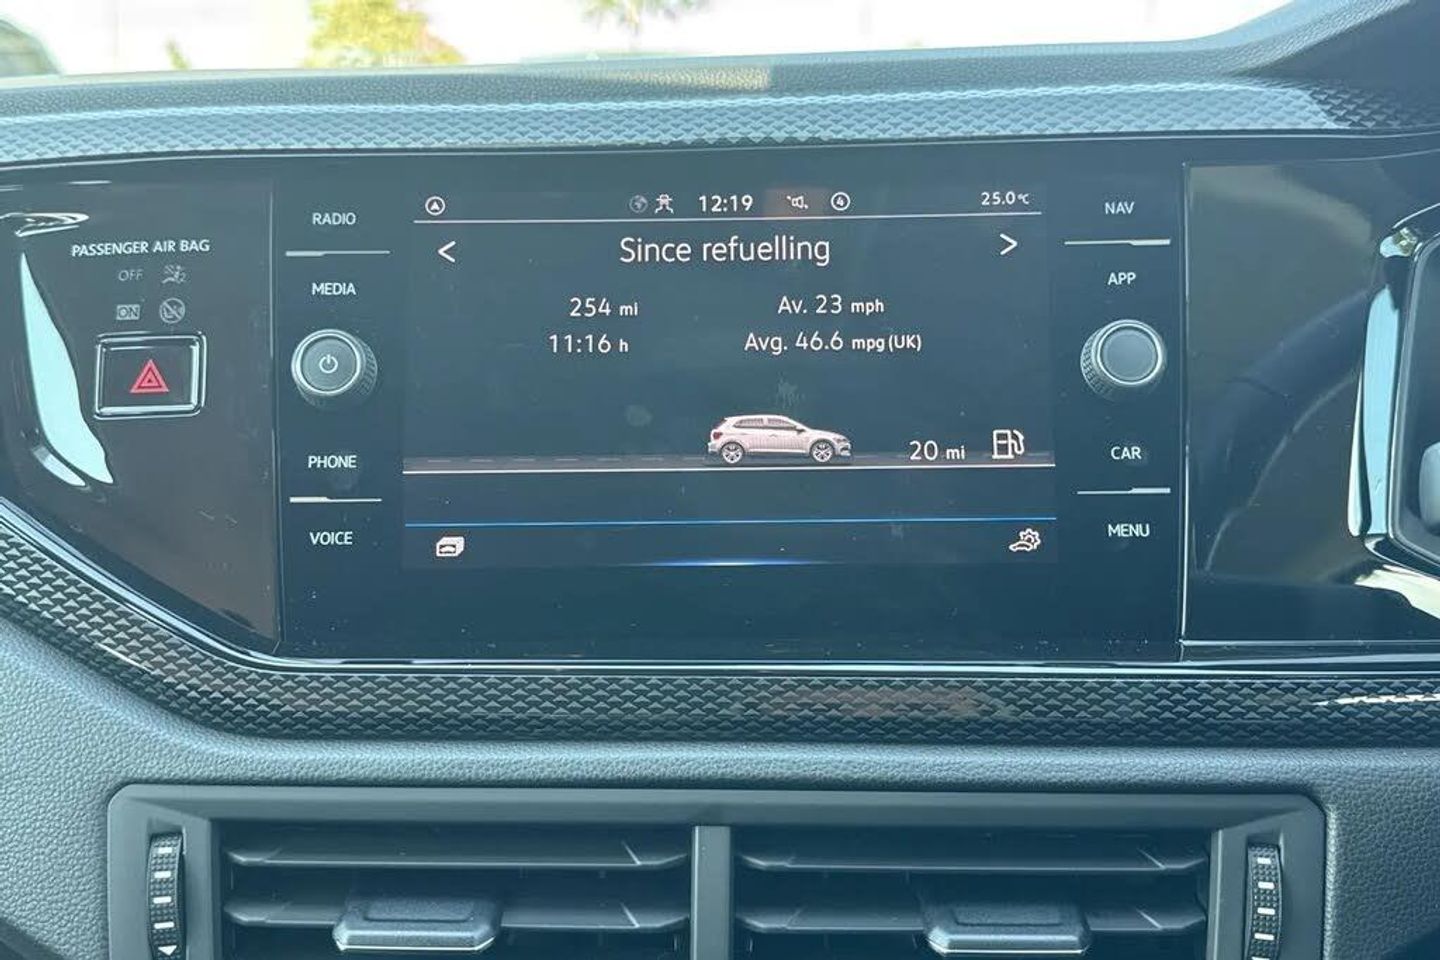 12:19
4
25.0°C
< Since refuelling >
254 mi
Av. 23 mph
11:16 h
Avg. 46.6 mpg(UK)
20 mi
PASSENGER AIR BAG
OFF
ON
RADIO
MEDIA
PHONE
VOICE
NAV
APP
CAR
MENU